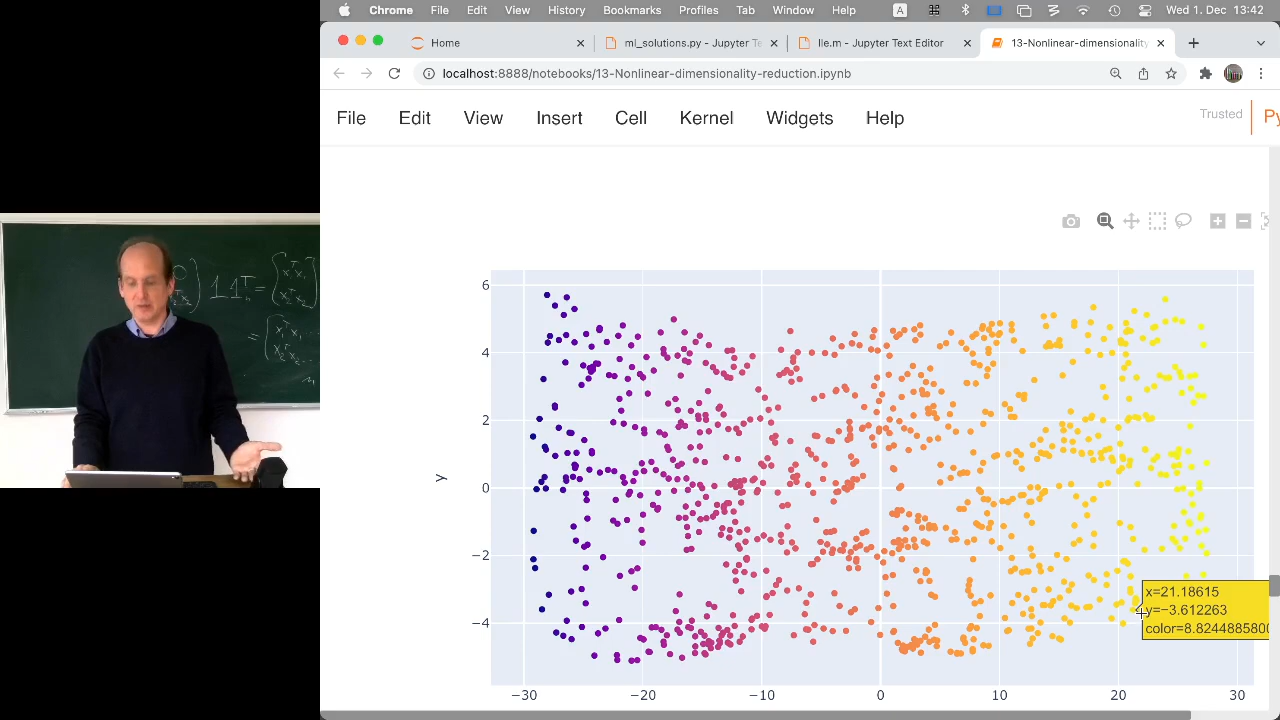 Chrome File Edit View History Bookmarks Profiles Tab Window Help A Wed 1. Dec 13:42
Home ml_solutions.py - Jupyter Te lle.m - Jupyter Text Editor 13-Nonlinear-dimensionality-
localhost:8888/notebooks/13-Nonlinear-dimensionality-reduction.ipynb
File Edit View Insert Cell Kernel Widgets Help Trusted Py
6
4
2
0
−2
−4
y
−30 −20 −10 0 10 20 30
x=21.18615
y=−3.612263
color=8.8244885800